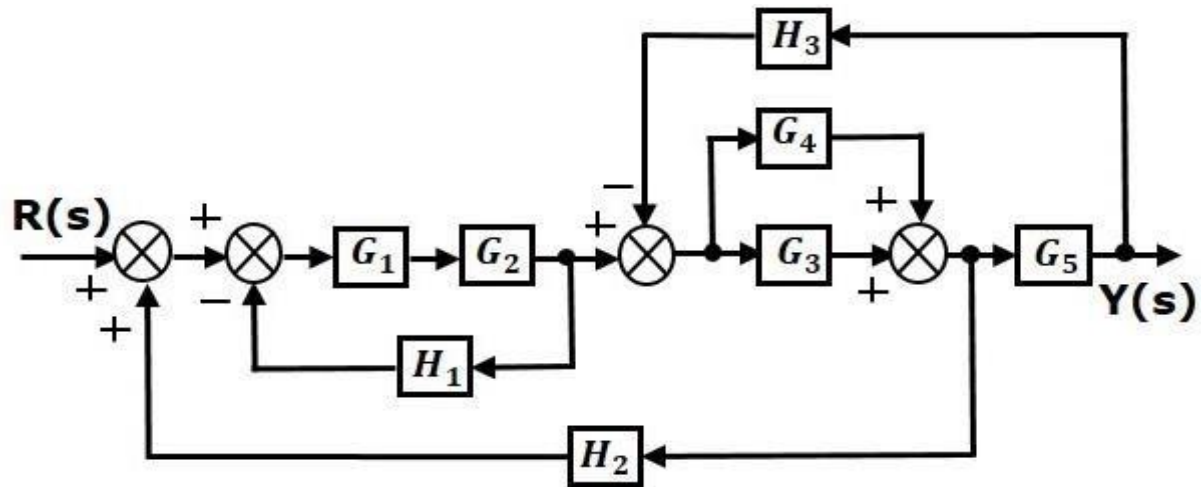 H₃
−
G₄
R(s)
+
+
+
−
+
G₁
G₂
G₃
+
G₅
+
−
+
Y(s)
H₁
H₂